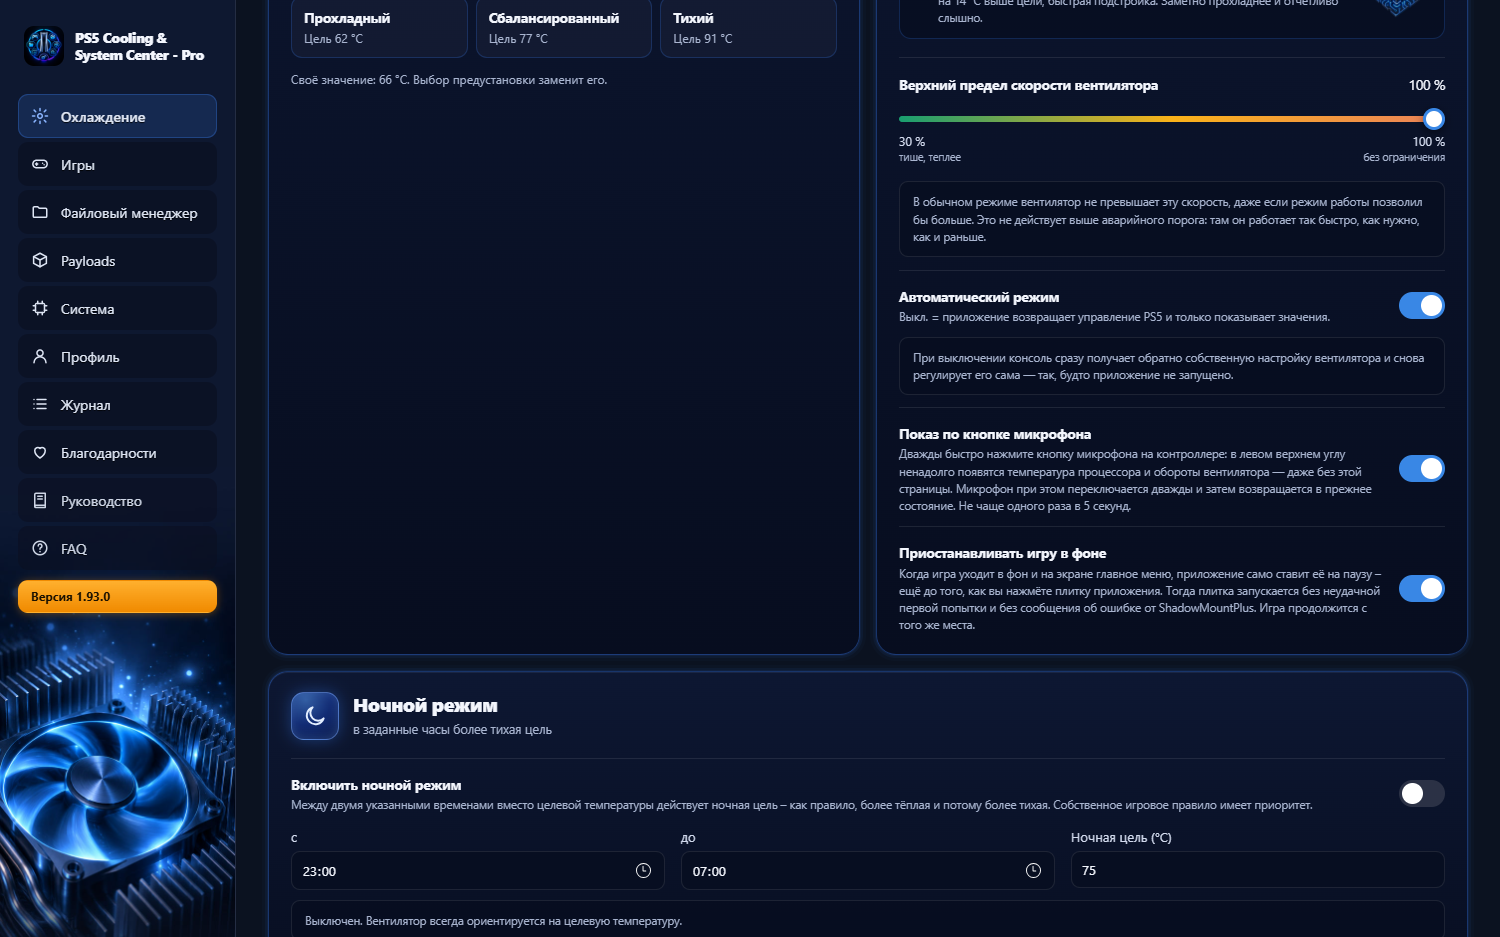 PS5 Cooling &
System Center - Pro
Охлаждение
Игры
Файловый менеджер
Payloads
Система
Профиль
Журнал
Благодарности
Руководство
FAQ
Версия 1.93.0
Прохладный
Цель 62 °C
Сбалансированный
Цель 77 °C
Тихий
Цель 91 °C
Своё значение: 66 °C. Выбор предустановки заменит его.
на 14 °C выше цели, быстрая подстройка. Заметно прохладнее и отчётливо
слышно.
Верхний предел скорости вентилятора
100 %
30 %
100 %
тише, теплее
без ограничения
В обычном режиме вентилятор не превышает эту скорость, даже если режим работы позволил
бы больше. Это не действует выше аварийного порога: там он работает так быстро, как нужно,
как и раньше.
Автоматический режим
Выкл. = приложение возвращает управление PS5 и только показывает значения.
При выключении консоль сразу получает обратно собственную настройку вентилятора и снова
регулирует его сама — так, будто приложение не запущено.
Показ по кнопке микрофона
Дважды быстро нажмите кнопку микрофона на контроллере: в левом верхнем углу
ненадолго появятся температура процессора и обороты вентилятора — даже без этой
страницы. Микрофон при этом переключается дважды и затем возвращается в прежнее
состояние. Не чаще одного раза в 5 секунд.
Приостанавливать игру в фоне
Когда игра уходит в фон и на экране главное меню, приложение само ставит её на паузу –
ещё до того, как вы нажмёте плитку приложения. Тогда плитка запускается без неудачной
первой попытки и без сообщения об ошибке от ShadowMountPlus. Игра продолжится с
того же места.
Ночной режим
в заданные часы более тихая цель
Включить ночной режим
Между двумя указанными временами вместо целевой температуры действует ночная цель – как правило, более тёплая и потому более тихая. Собственное игровое правило имеет приоритет.
с
до
Ночная цель (°C)
23:00
07:00
75
Выключен. Вентилятор всегда ориентируется на целевую температуру.